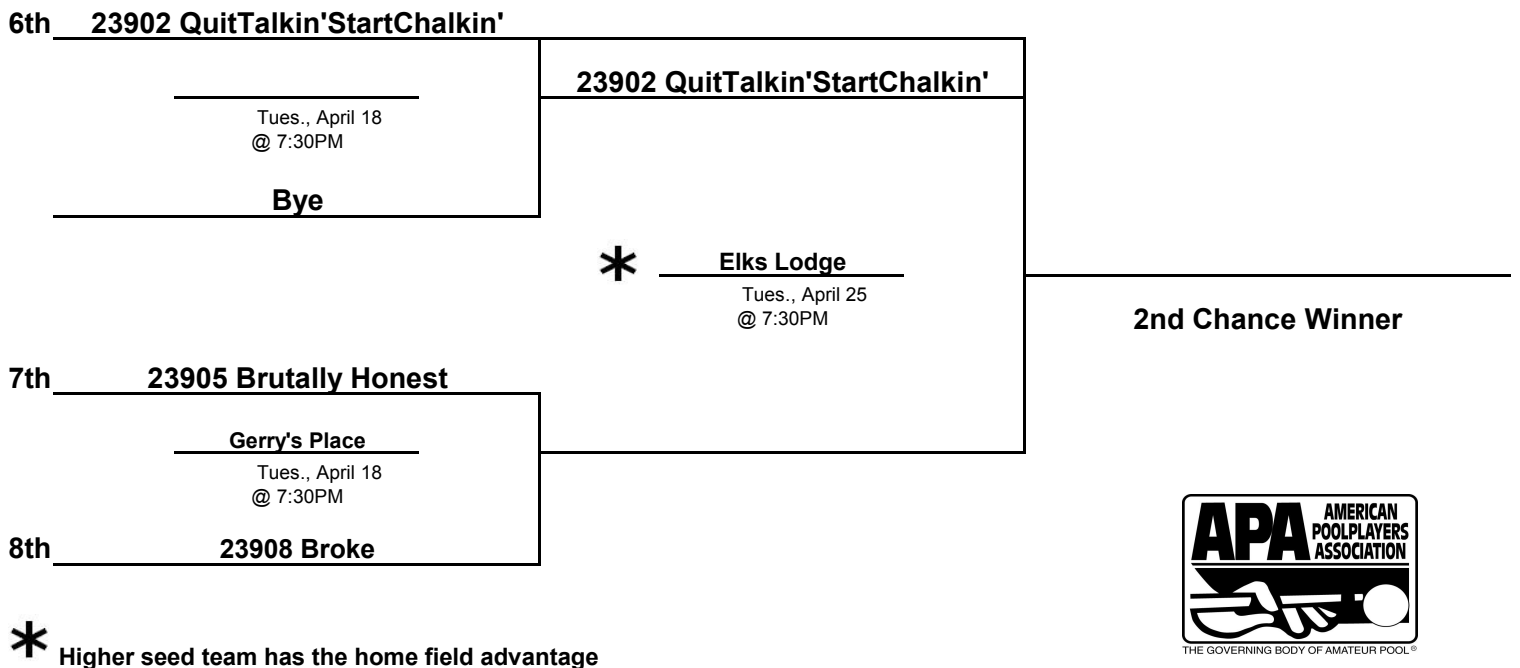 6th 23902 QuitTalkin'StartChalkin'
23902 QuitTalkin'StartChalkin'
Tues., April 18
@ 7:30PM
Bye
* Elks Lodge
Tues., April 25
@ 7:30PM
2nd Chance Winner
7th 23905 Brutally Honest
Gerry's Place
Tues., April 18
@ 7:30PM
8th 23908 Broke
* Higher seed team has the home field advantage
APA AMERICAN
POOLPLAYERS
ASSOCIATION
THE GOVERNING BODY OF AMATEUR POOL®